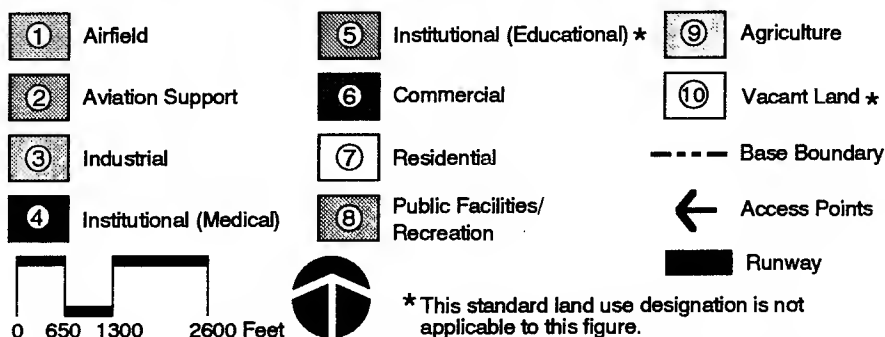 ① Airfield
② Aviation Support
③ Industrial
④ Institutional (Medical)
⑤ Institutional (Educational) *
⑥ Commercial
⑦ Residential
⑧ Public Facilities/
Recreation
⑨ Agriculture
⑩ Vacant Land *
Base Boundary
Access Points
Runway
0 650 1300 2600 Feet
* This standard land use designation is not
applicable to this figure.